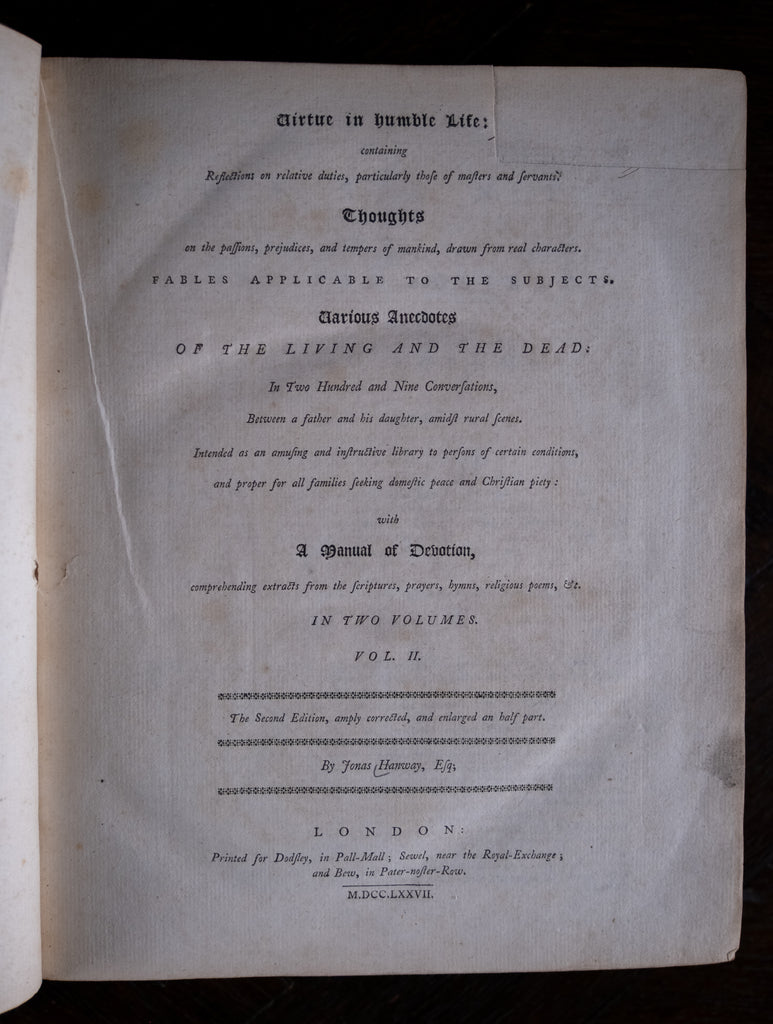 Virtue in humble Life:
containing
Reflections on relative duties, particularly thoſe of maſters and ſervants:
Thoughts
on the paſſions, prejudices, and tempers of mankind, drawn from real characters.
FABLES APPLICABLE TO THE SUBJECTS.
Various Anecdotes
OF THE LIVING AND THE DEAD:
In Two Hundred and Nine Converſations,
Between a father and his daughter, amidſt rural ſcenes.
Intended as an amuſing and inſtructive library to perſons of certain conditions,
and proper for all families ſeeking domeſtic peace and Chriſtian piety:
with
A Manual of Devotion,
comprehending extracts from the ſcriptures, prayers, hymns, religious poems, &c.
IN TWO VOLUMES.
VOL. II.
The Second Edition, amply corrected, and enlarged an half part.
By Jonas Hanway, Eſq;
LONDON:
Printed for Dodſley, in Pall-Mall; Sewel, near the Royal-Exchange;
and Bew, in Pater-noſter-Row.
M.DCC.LXXVII.